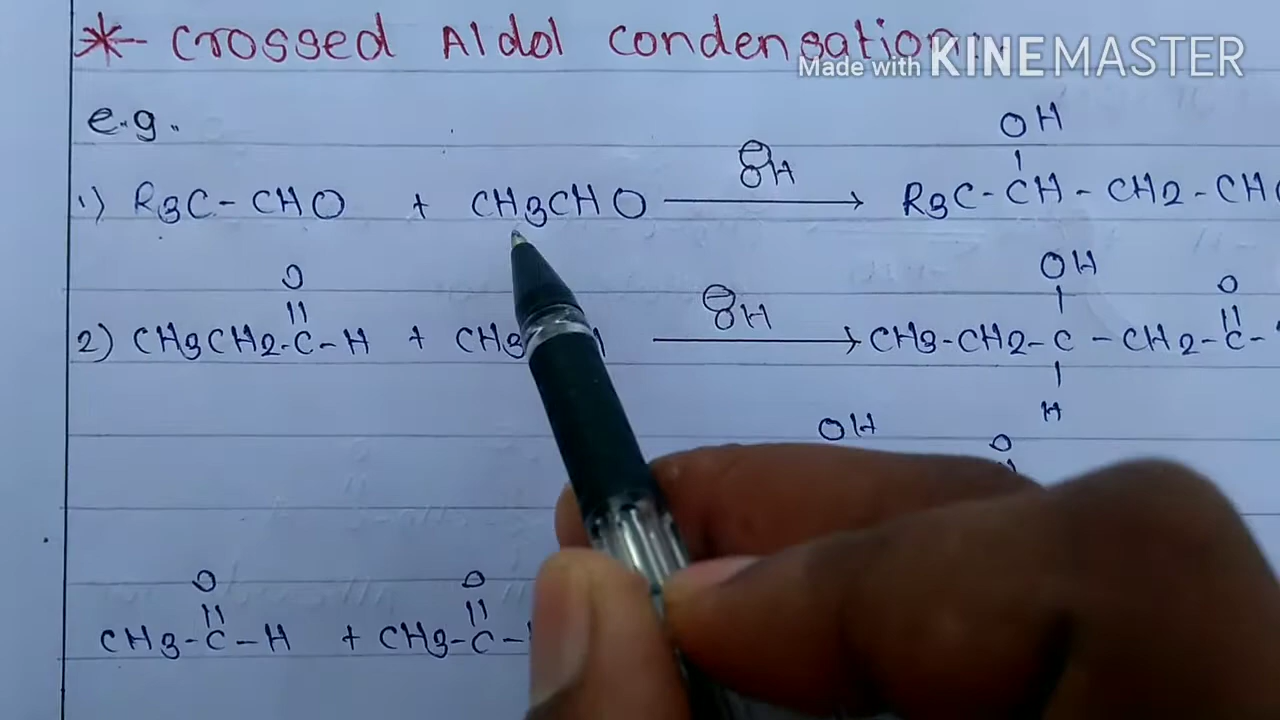 * Crossed Aldol condensation :-
Made with KINEMASTER
e.g.
OH
1) R3C - CHO + CH3CHO ⊖OH → R3C - CH - CH2 - CH
O OH O
2) CH3CH2 - C - H + CH3 H ⊖OH → CH3 - CH2 - C - CH2 - C -
H
OH
O
O O
CH3 - C - H + CH3 - C -